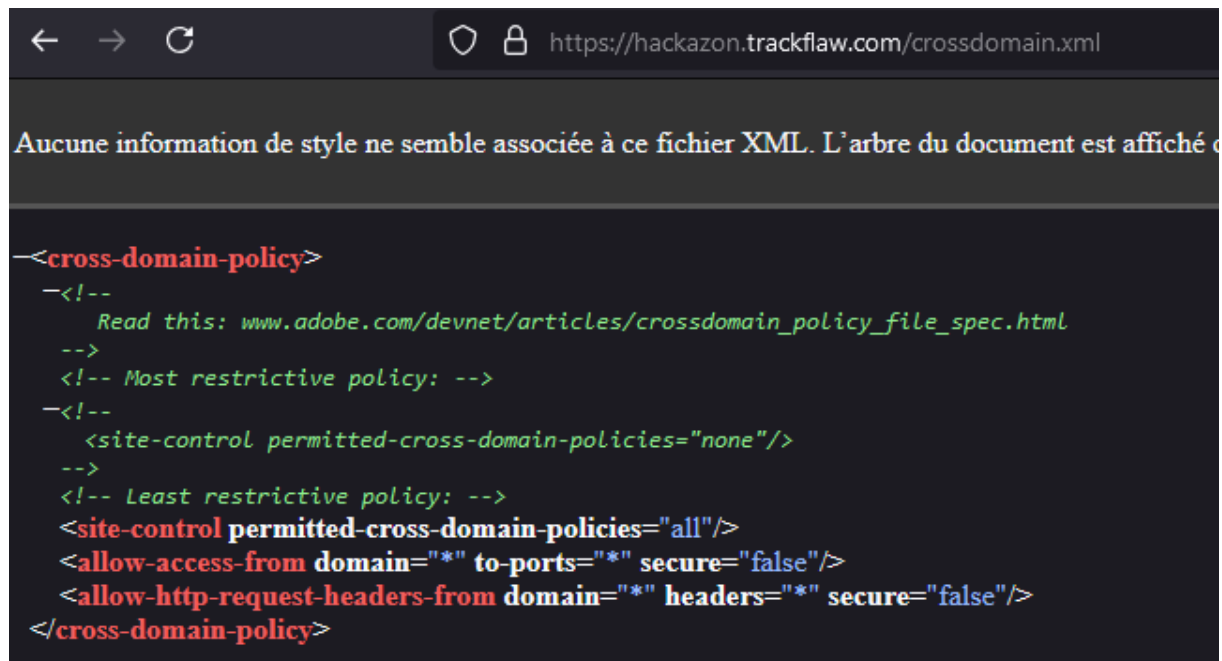 https://hackazon.trackflaw.com/crossdomain.xml
Aucune information de style ne semble associée à ce fichier XML. L’arbre du document est affiché
−<cross-domain-policy>
−<!--
Read this: www.adobe.com/devnet/articles/crossdomain_policy_file_spec.html
-->
<!-- Most restrictive policy: -->
−<!--
<site-control permitted-cross-domain-policies="none"/>
-->
<!-- Least restrictive policy: -->
<site-control permitted-cross-domain-policies="all"/>
<allow-access-from domain="*" to-ports="*" secure="false"/>
<allow-http-request-headers-from domain="*" headers="*" secure="false"/>
</cross-domain-policy>